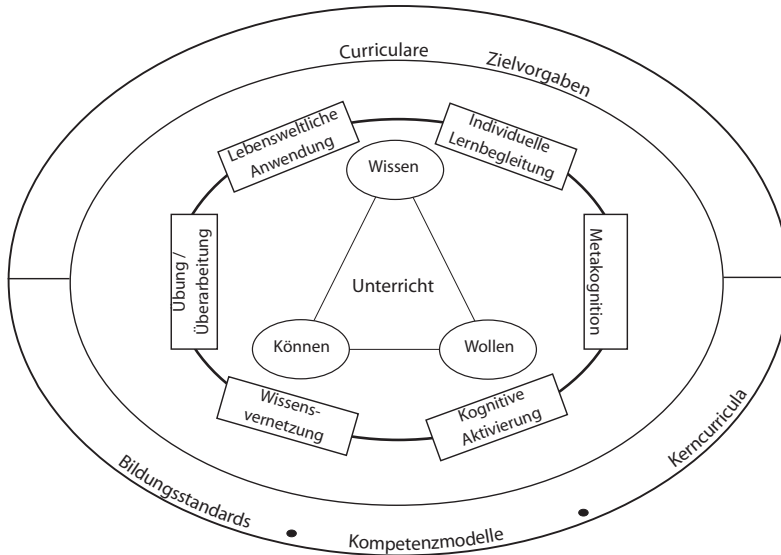 Curriculare Zielvorgaben
Lebensweltliche
Anwendung
Individuelle
Lernbegleitung
Wissen
Übung /
Überarbeitung
Metakognition
Unterricht
Können
Wollen
Wissens-
vernetzung
Kognitive
Aktivierung
Bildungsstandards • Kompetenzmodelle • Kerncurricula